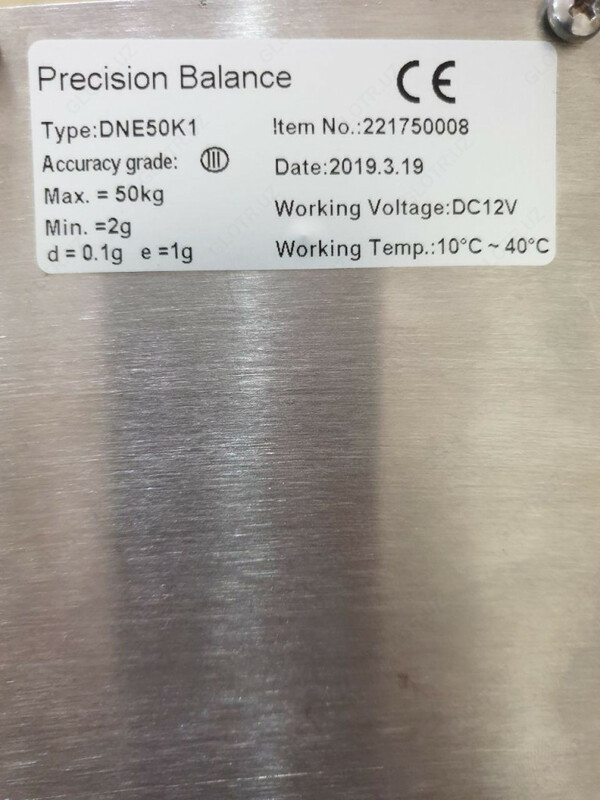 Precision Balance CE
Type:DNE50K1
Accuracy grade: III
Max. = 50kg
Min. =2g
d = 0.1g e =1g
Item No.:221750008
Date:2019.3.19
Working Voltage:DC12V
Working Temp.:10°C ~ 40°C